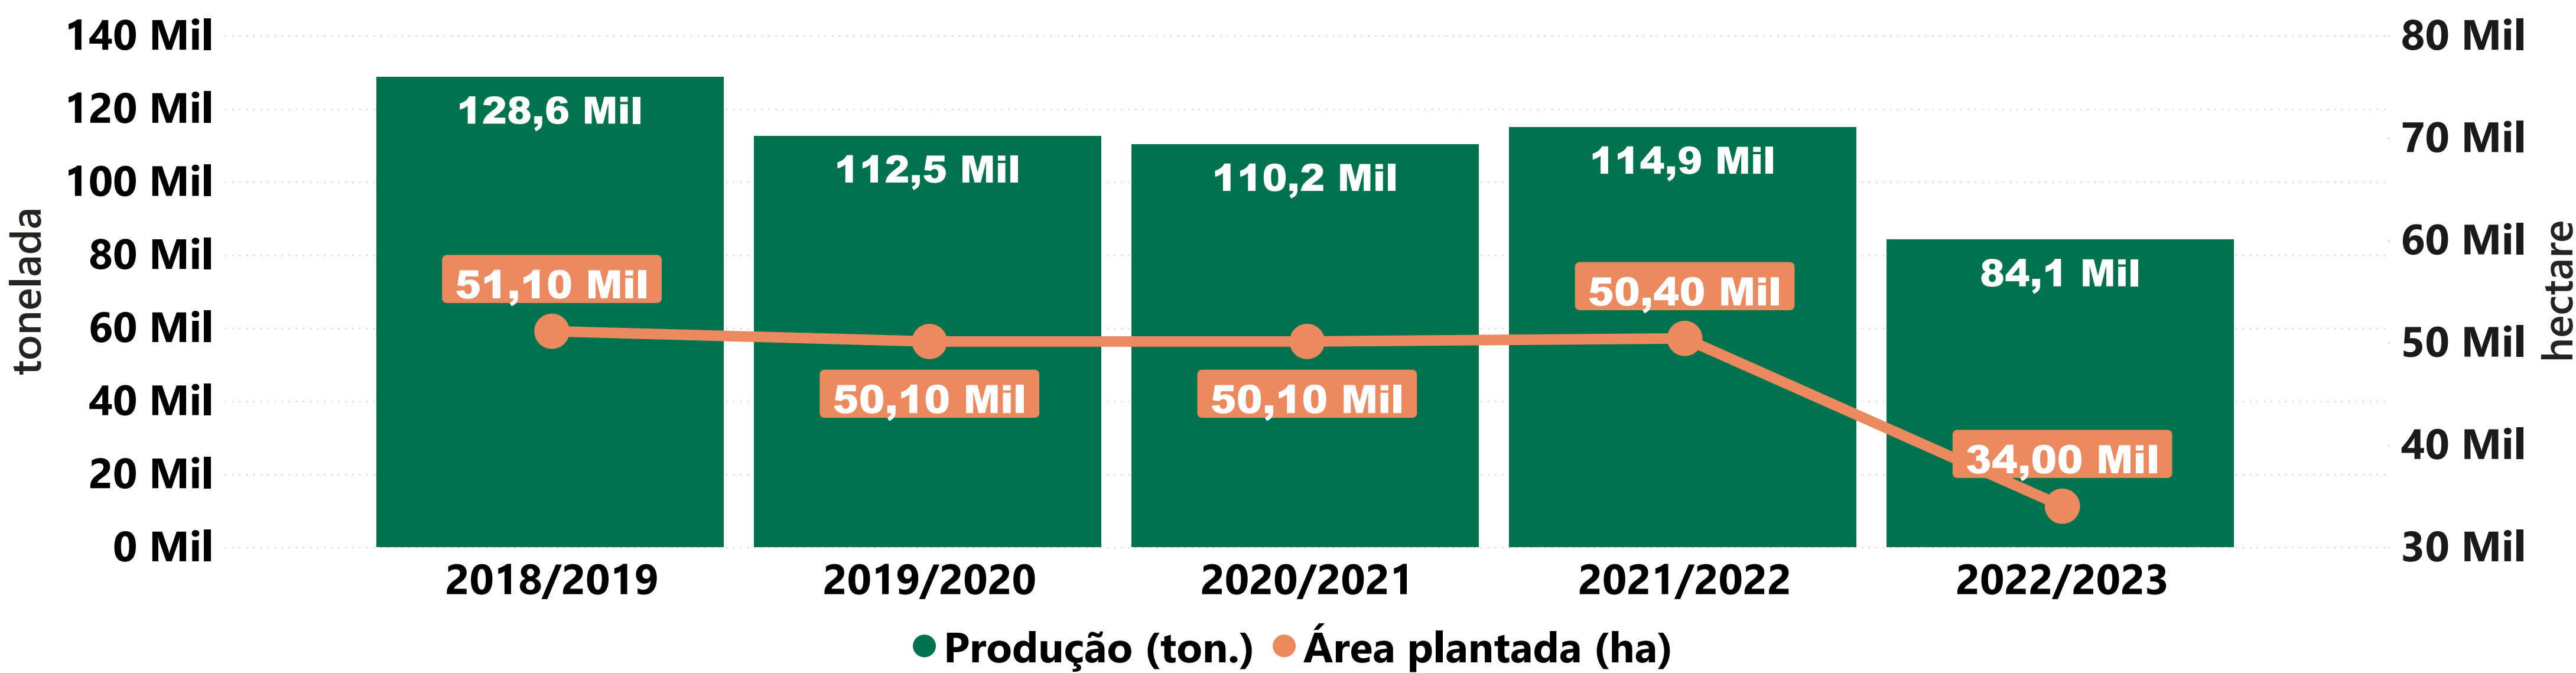 140 Mil
120 Mil
100 Mil
80 Mil
60 Mil
40 Mil
20 Mil
0 Mil
tonelada
128,6 Mil
112,5 Mil
110,2 Mil
114,9 Mil
84,1 Mil
51,10 Mil
50,10 Mil
50,10 Mil
50,40 Mil
34,00 Mil
80 Mil
70 Mil
60 Mil
50 Mil
40 Mil
30 Mil
hectare
2018/2019 2019/2020 2020/2021 2021/2022 2022/2023
Produção (ton.) Área plantada (ha)